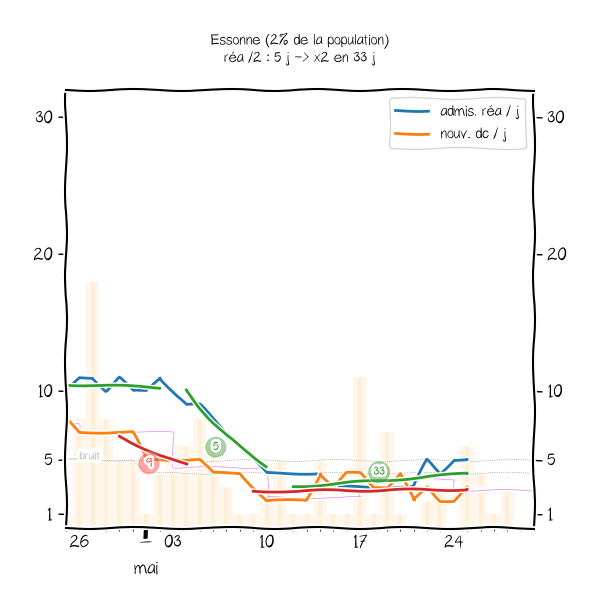 Essonne (2% de la population)
réa /2 : 5 j -> x2 en 33 j
admis. réa / j
nouv. dc / j
30 30
20 20
10 10
5 5
1 1
bruit
9
5
33
26 1 03 10 17 24
mai